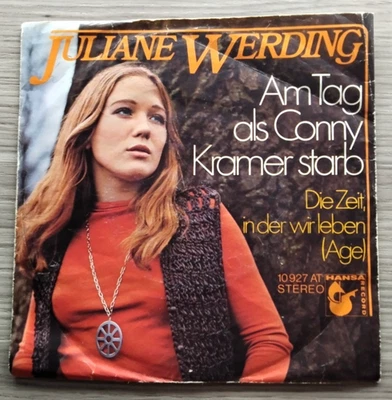 JULIANE WERDING
Am Tag
als Conny
Kramer starb
Die Zeit,
in der wir leben
(Age)
10 927 AT
STEREO
HANSA
RECORD